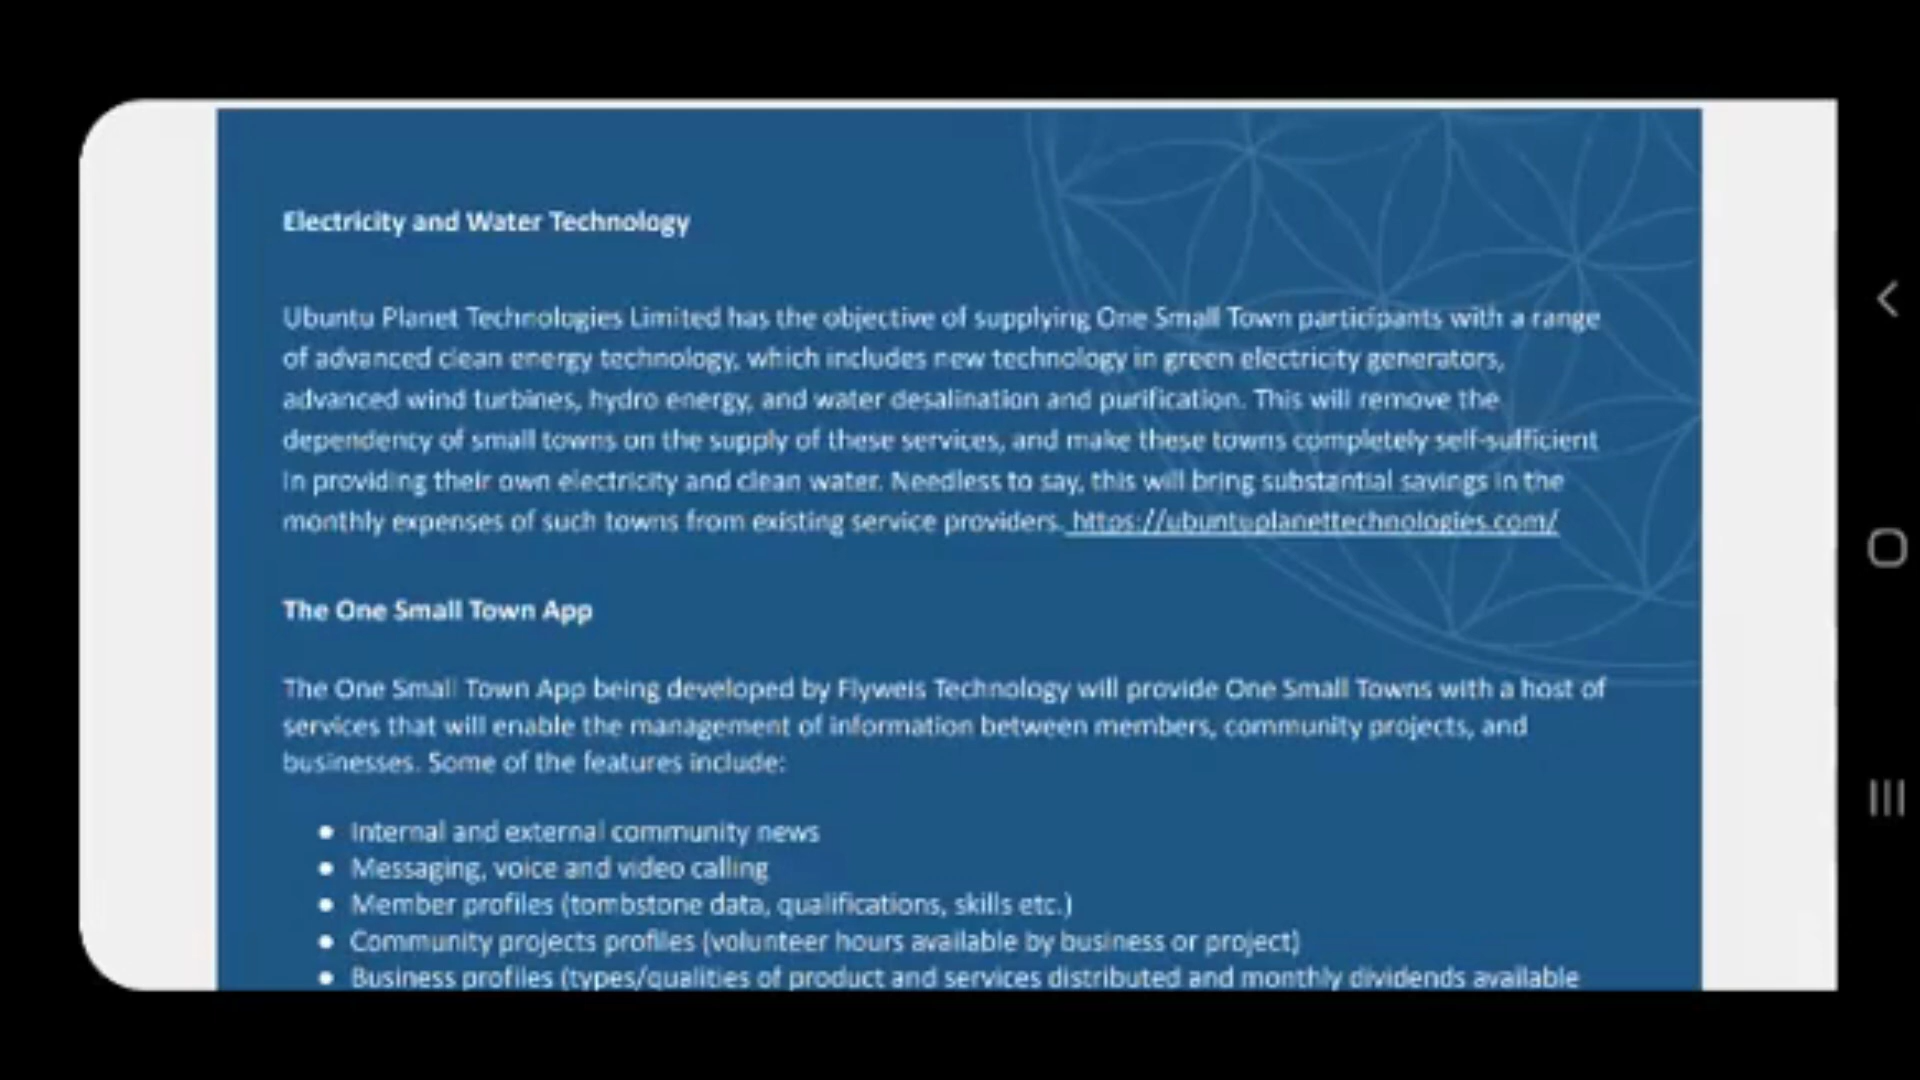 Electricity and Water Technology
Ubuntu Planet Technologies Limited has the objective of supplying One Small Town participants with a range
of advanced clean energy technology, which includes new technology in green electricity generators,
advanced wind turbines, hydro energy, and water desalination and purification. This will remove the
dependency of small towns on the supply of these services, and make these towns completely self-sufficient
in providing their own electricity and clean water. Needless to say, this will bring substantial savings in the
monthly expenses of such towns from existing service providers. https://ubuntuplanettechnologies.com/
The One Small Town App
The One Small Town App being developed by Flyweis Technology will provide One Small Towns with a host of
services that will enable the management of information between members, community projects, and
businesses. Some of the features include:
● Internal and external community news
● Messaging, voice and video calling
● Member profiles (tombstone data, qualifications, skills etc.)
● Community projects profiles (volunteer hours available by business or project)
● Business profiles (types/qualities of product and services distributed and monthly dividends available